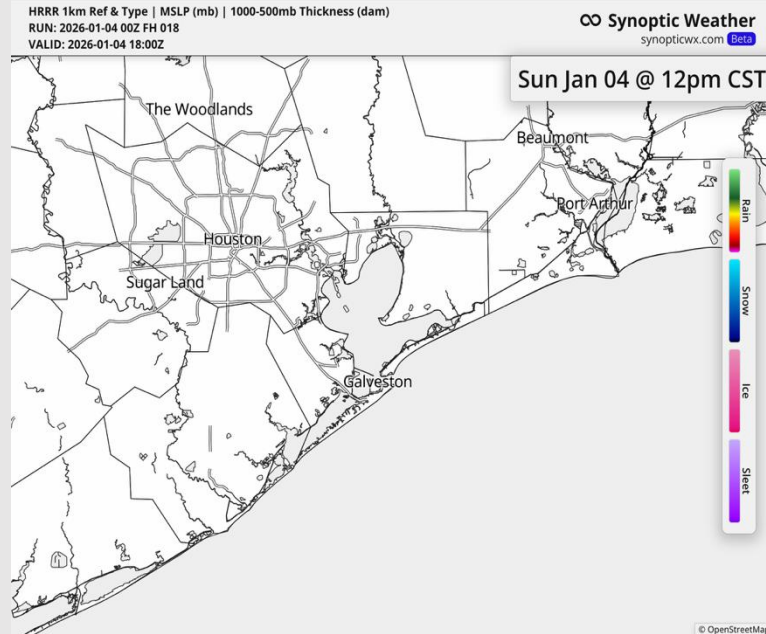 HRRR 1km Ref & Type | MSLP (mb) | 1000-500mb Thickness (dam)
RUN: 2026-01-04 00Z FH 018
VALID: 2026-01-04 18:00Z
Synoptic Weather
synopticwx.com Beta
Sun Jan 04 @ 12pm CST
The Woodlands
Beaumont
Port Arthur
Houston
Sugar Land
Galveston
Rain
Snow
Ice
Sleet
© OpenStreetMap